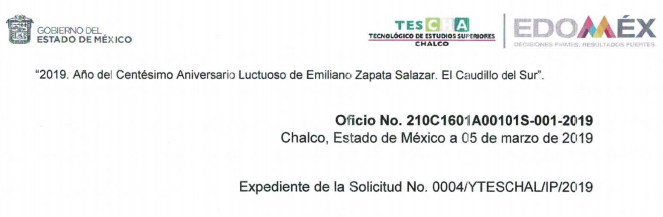 GOBIERNO DEL
ESTADO DE MÉXICO
TESCHA
TECNOLÓGICO DE ESTUDIOS SUPERIORES
CHALCO
EDOMÉX
DECISIONES FIRMES, RESULTADOS FUERTES
"2019. Año del Centésimo Aniversario Luctuoso de Emiliano Zapata Salazar. El Caudillo del Sur".
Oficio No. 210C1601A00101S-001-2019
Chalco, Estado de México a 05 de marzo de 2019
Expediente de la Solicitud No. 0004/YTESCHAL/IP/2019